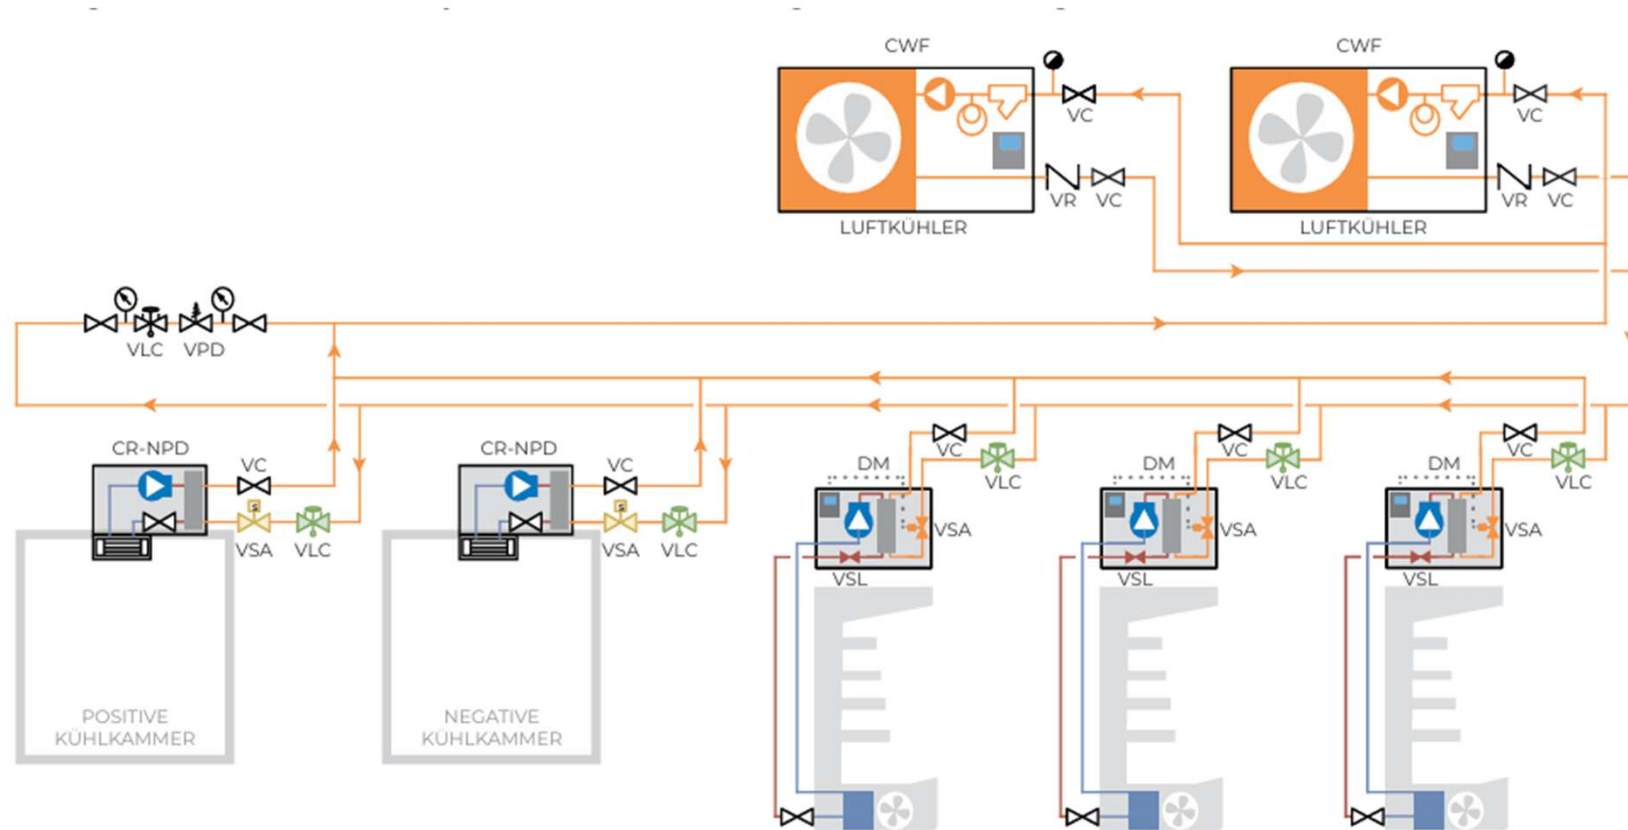 CWF
CWF
VC
VC
VR
VC
VR
VC
LUFTKÜHLER
LUFTKÜHLER
VLC
VPD
CR-NPD
VC
VSA
VLC
CR-NPD
VC
VSA
VLC
VC
DM
VLC
VSA
VSL
VC
DM
VLC
VSA
VSL
VC
DM
VLC
VSA
VSL
POSITIVE
KÜHLKAMMER
NEGATIVE
KÜHLKAMMER